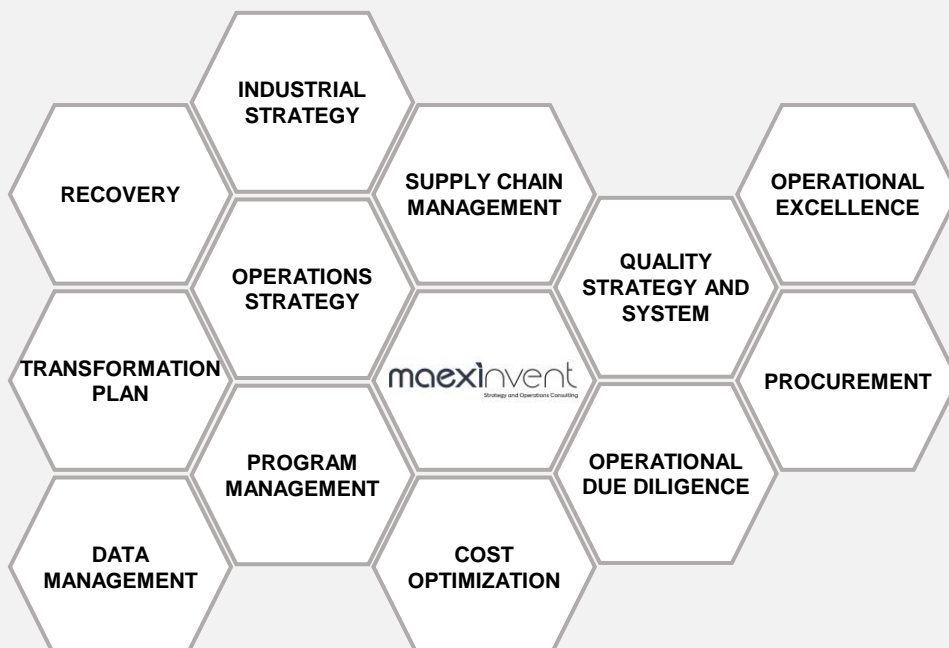 INDUSTRIAL
STRATEGY
RECOVERY
SUPPLY CHAIN
MANAGEMENT
OPERATIONAL
EXCELLENCE
OPERATIONS
STRATEGY
QUALITY
STRATEGY AND
SYSTEM
TRANSFORMATION
PLAN
maexinvent
Strategy and Operations Consulting
PROCUREMENT
PROGRAM
MANAGEMENT
OPERATIONAL
DUE DILIGENCE
DATA
MANAGEMENT
COST
OPTIMIZATION